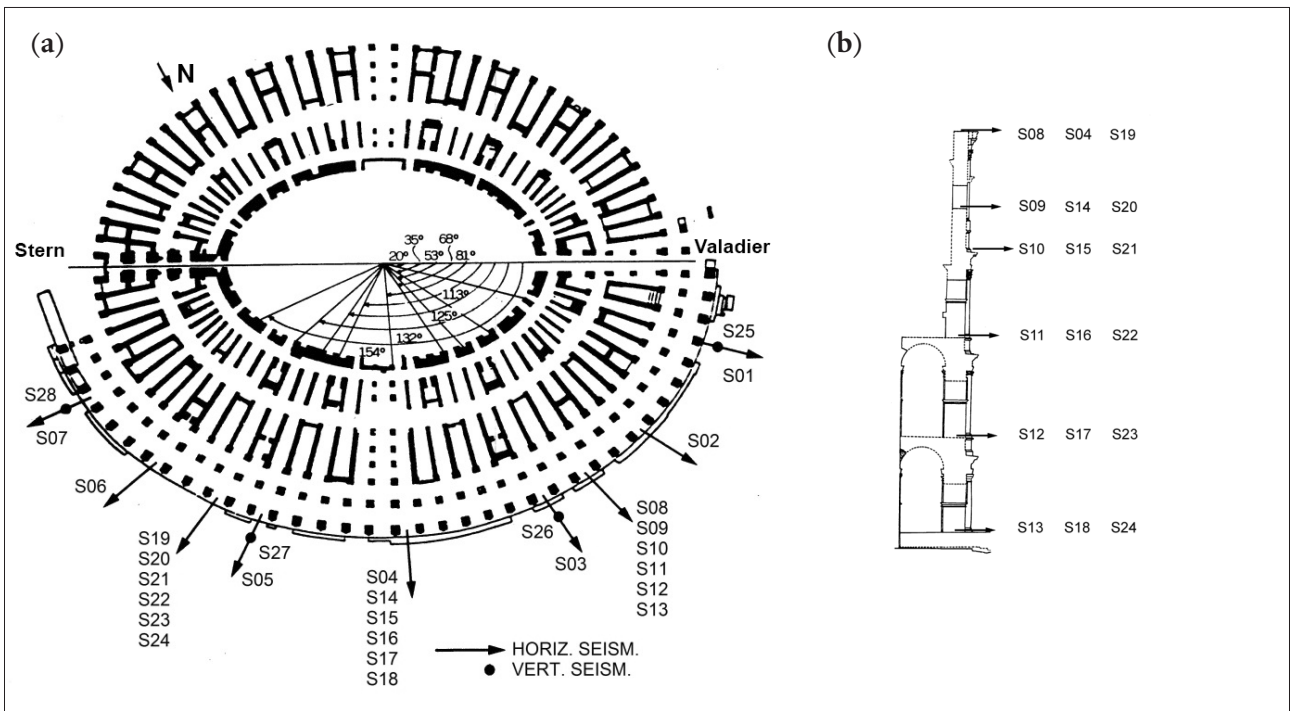 (a)
N
Stern
Valadier
35° 68°
20° 53° 81°
113°
125°
132°
154°
S25
S01
S02
S28
S07
S06
S19
S20
S21
S22
S23
S24
S27
S05
S04
S14
S15
S16
S17
S18
S26
S03
S08
S09
S10
S11
S12
S13
HORIZ. SEISM.
VERT. SEISM.
(b)
S08 S04 S19
S09 S14 S20
S10 S15 S21
S11 S16 S22
S12 S17 S23
S13 S18 S24